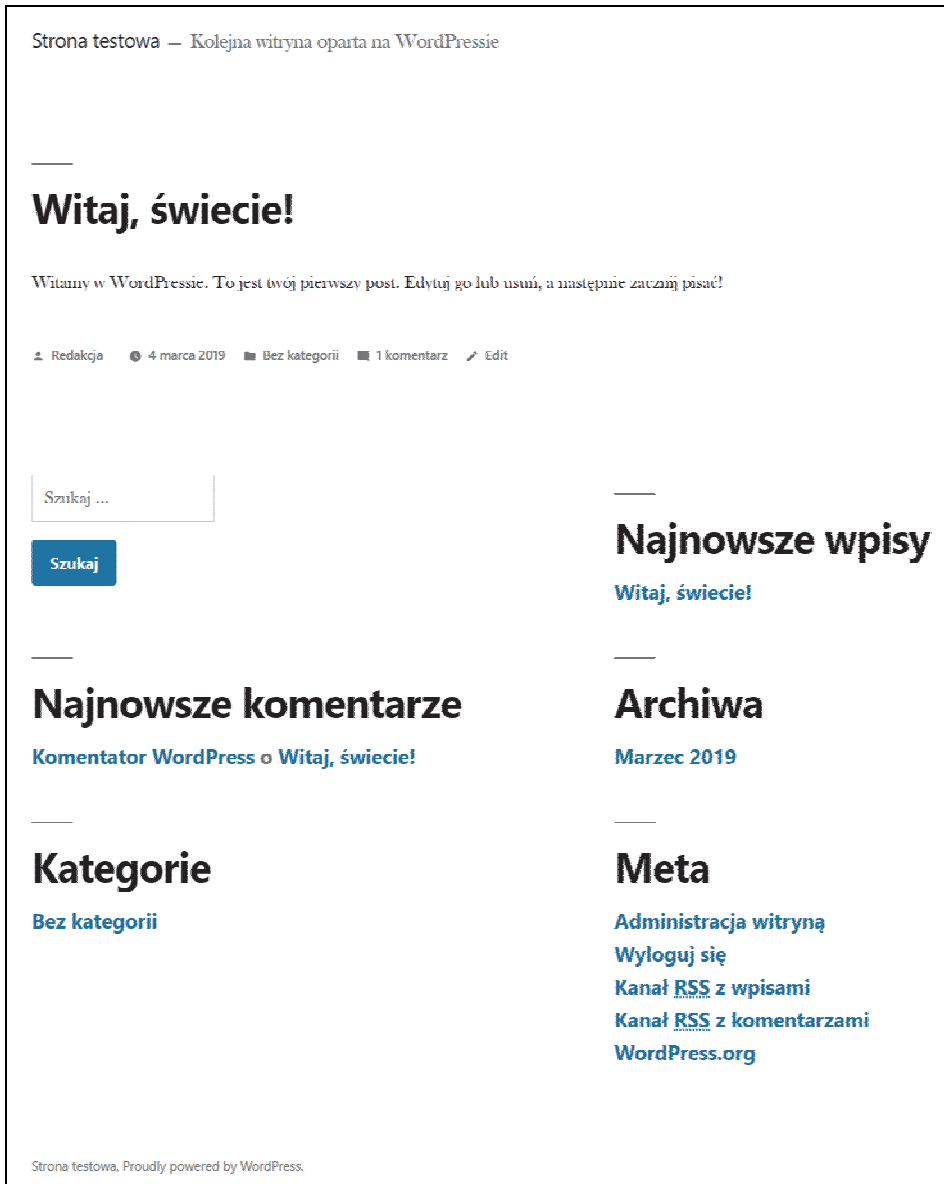 Strona testowa — Kolejna witryna oparta na WordPressie
Witaj, świecie!
Witamy w WordPressie. To jest twój pierwszy post. Edytuj go lub usuń, a następnie zacznij pisać!
Redakcja 4 marca 2019 Bez kategorii 1 komentarz Edit
Szukaj ...
Szukaj
Najnowsze wpisy
Witaj, świecie!
Najnowsze komentarze
Komentator WordPress o Witaj, świecie!
Archiwa
Marzec 2019
Kategorie
Bez kategorii
Meta
Administracja witryną
Wyloguj się
Kanał RSS z wpisami
Kanał RSS z komentarzami
WordPress.org
Strona testowa, Proudly powered by WordPress.